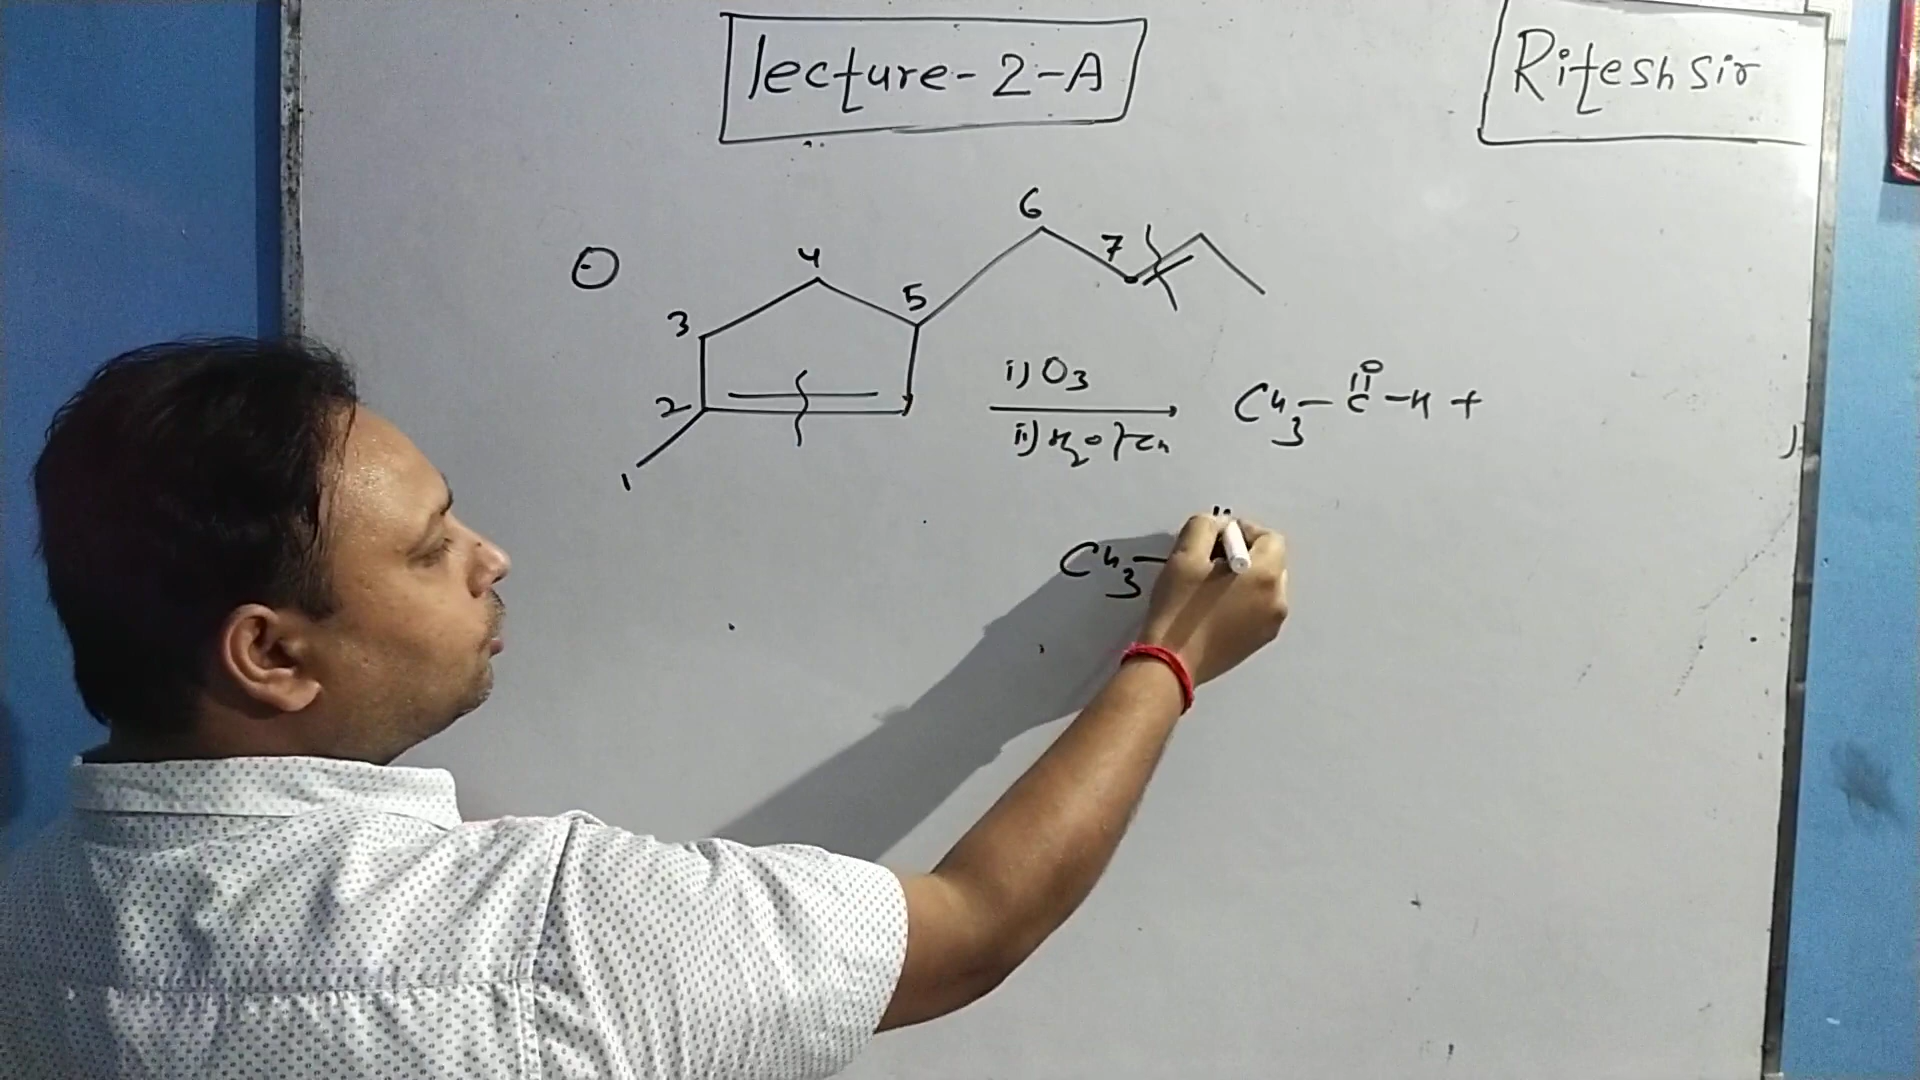 lecture-2-A
Ritesh Sir
6
7
4
5
3
2
1
i) O3
CH3-C-H +
O
ii) H2O/Zn
CH3-